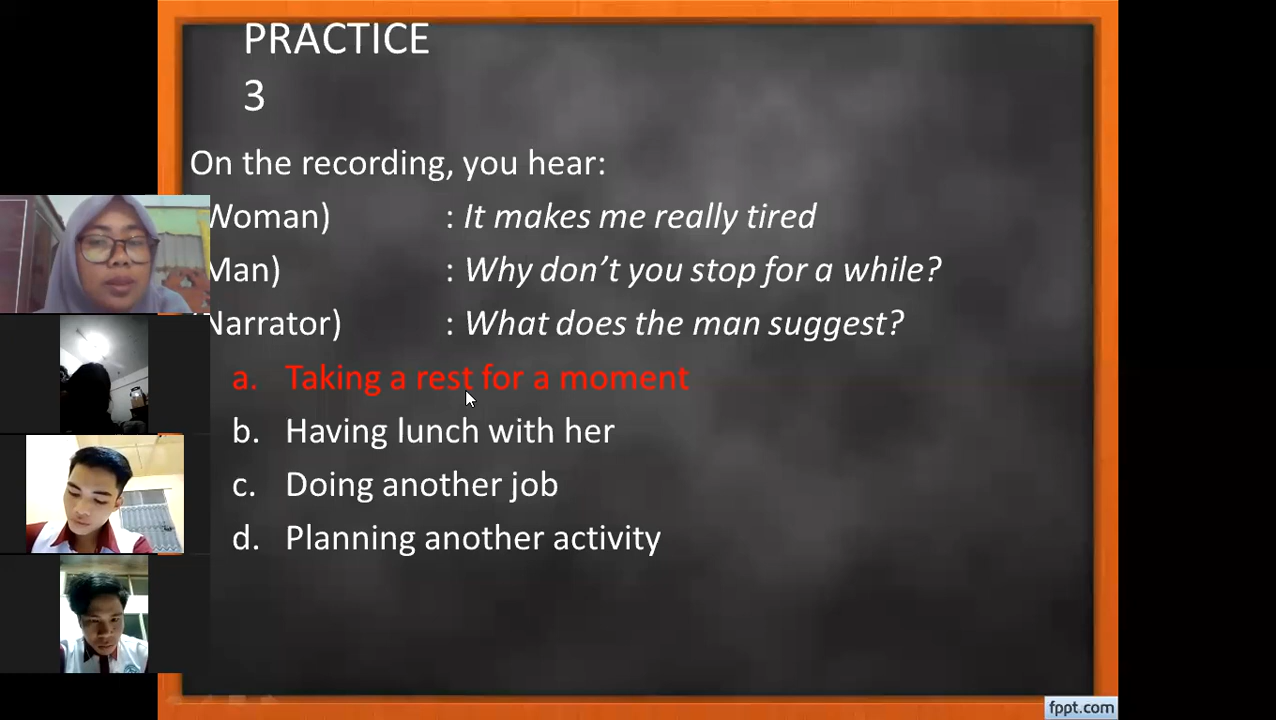 PRACTICE
3
On the recording, you hear:
Woman) : It makes me really tired
Man) : Why don't you stop for a while?
Narrator) : What does the man suggest?
a. Taking a rest for a moment
b. Having lunch with her
c. Doing another job
d. Planning another activity
fppt.com